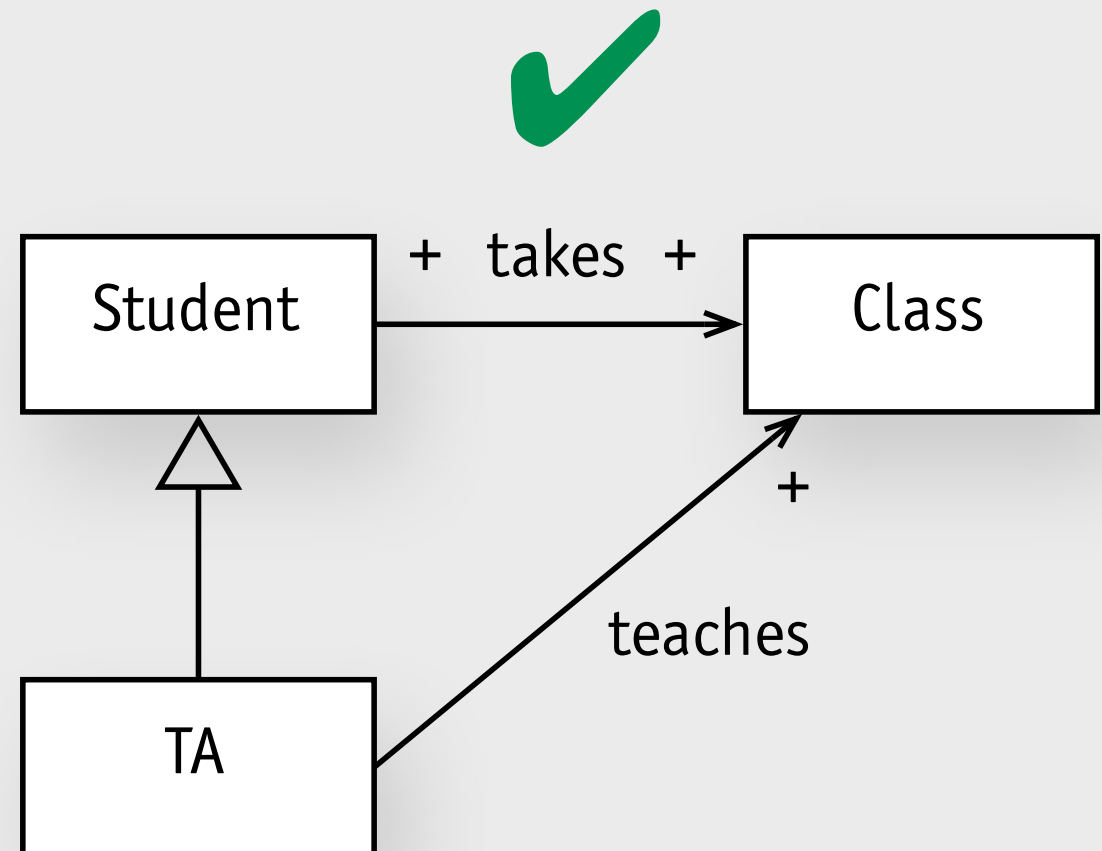 + takes +
Student
Class
+
teaches
TA